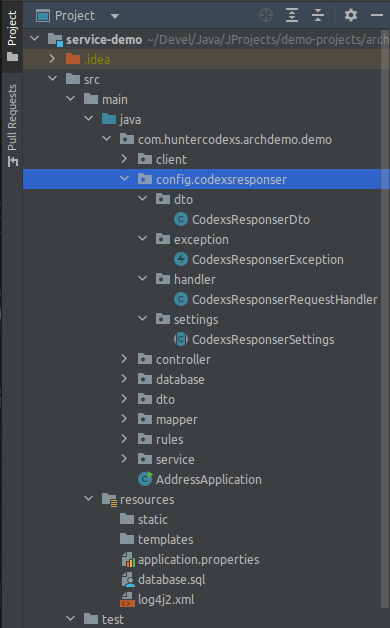 Project
Project
Pull Requests
service-demo ~/Devel/Java/JProjects/demo-projects/arch
.idea
src
main
java
com.huntercodexs.archdemo.demo
client
config.codexsresponser
dto
CodexsResponserDto
exception
CodexsResponserException
handler
CodexsResponserRequestHandler
settings
CodexsResponserSettings
controller
database
dto
mapper
rules
service
AddressApplication
resources
static
templates
application.properties
database.sql
log4j2.xml
test